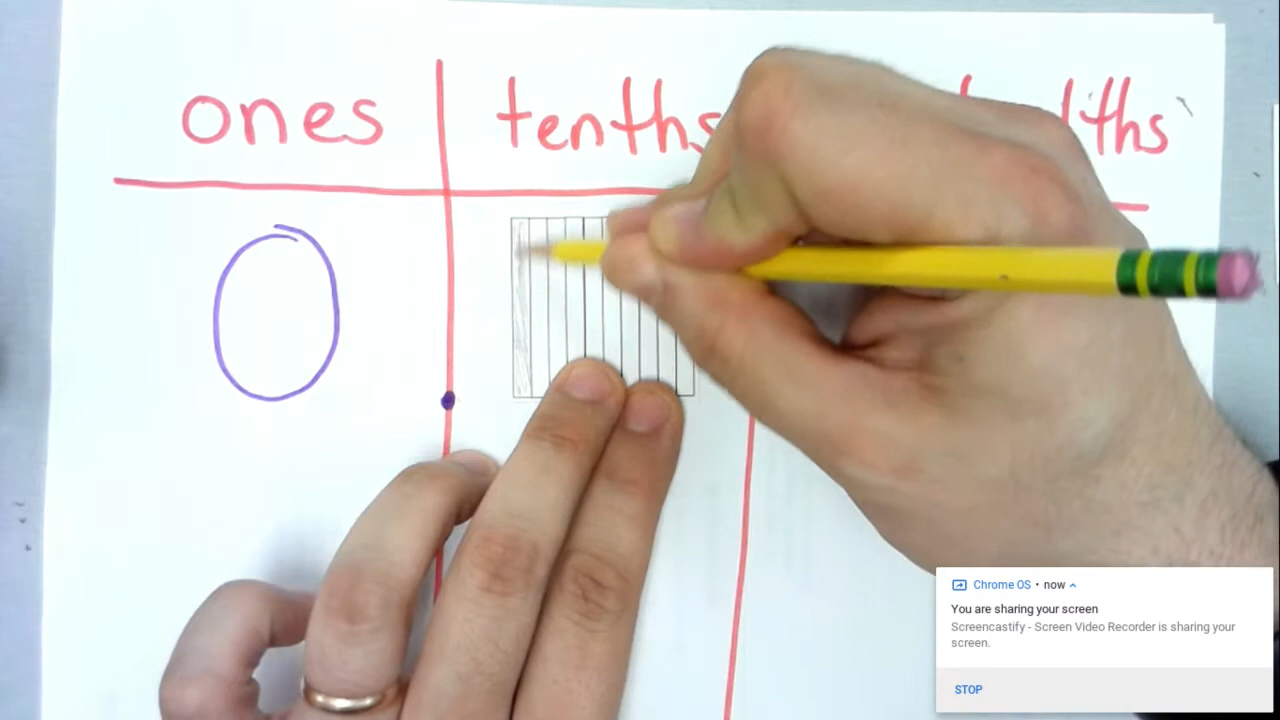 ones tenths
0
Chrome OS • now
You are sharing your screen
Screencastify - Screen Video Recorder is sharing your
screen.
STOP